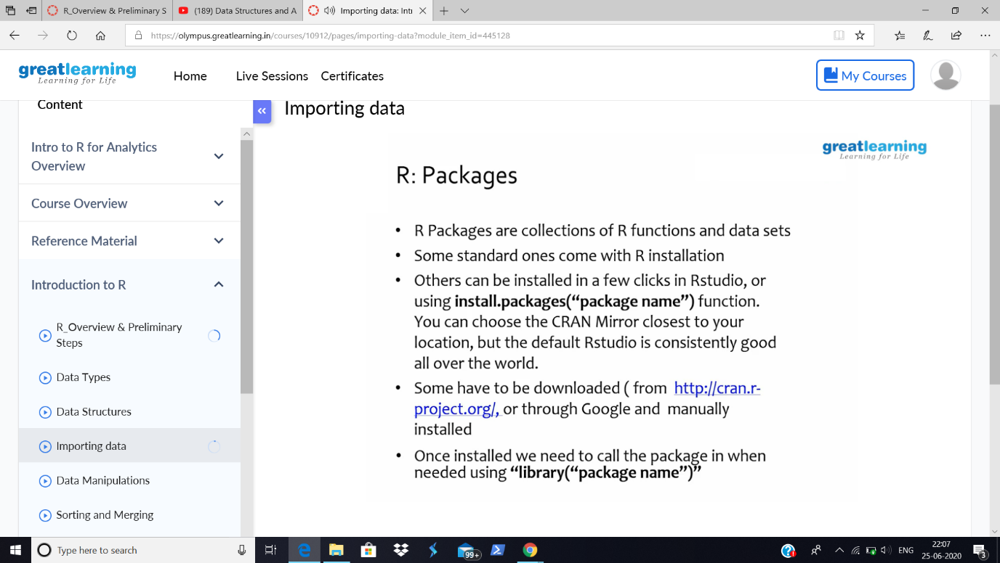 R_Overview & Preliminary S
(189) Data Structures and A
Importing data: Intr
https://olympus.greatlearning.in/courses/10912/pages/importing-data?module_item_id=445128
greatlearning
Learning for Life
Home
Live Sessions
Certificates
My Courses
Content
Importing data
Intro to R for Analytics
Overview
Course Overview
Reference Material
Introduction to R
R_Overview & Preliminary
Steps
Data Types
Data Structures
Importing data
Data Manipulations
Sorting and Merging
greatlearning
Learning for Life
R: Packages
• R Packages are collections of R functions and data sets
• Some standard ones come with R installation
• Others can be installed in a few clicks in Rstudio, or
using install.packages(“package name”) function.
You can choose the CRAN Mirror closest to your
location, but the default Rstudio is consistently good
all over the world.
• Some have to be downloaded ( from http://cran.r-
project.org/, or through Google and manually
installed
• Once installed we need to call the package in when
needed using “library(“package name”)”
Type here to search
99+
ENG
22:07
25-06-2020
3